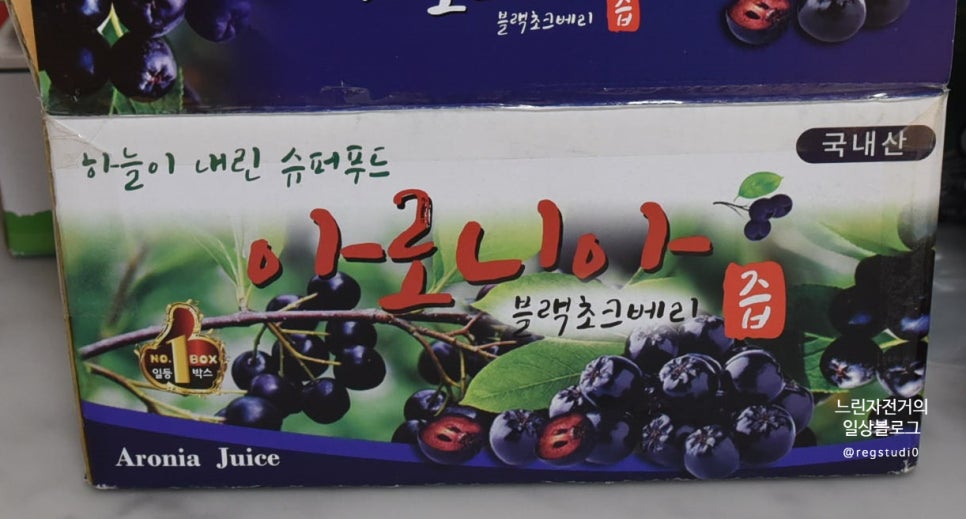 블랙초크베리
즙
국내산
하늘이 내린 슈퍼푸드
아로니아
블랙초크베리
즙
NO. 1 BOX
일등 박스
Aronia Juice
느린자전거의
일상블로그
@regstudi0